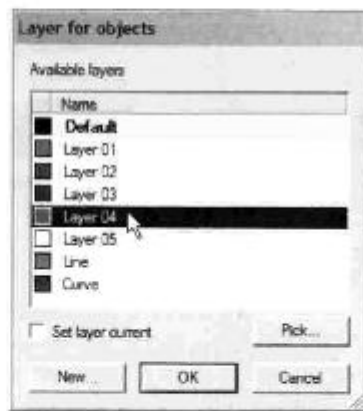 Layer for objects
Available layers
Name
Default
Layer 01
Layer 02
Layer 03
Layer 04
Layer 05
Line
Curve
Set layer current
Pick...
New...
OK
Cancel